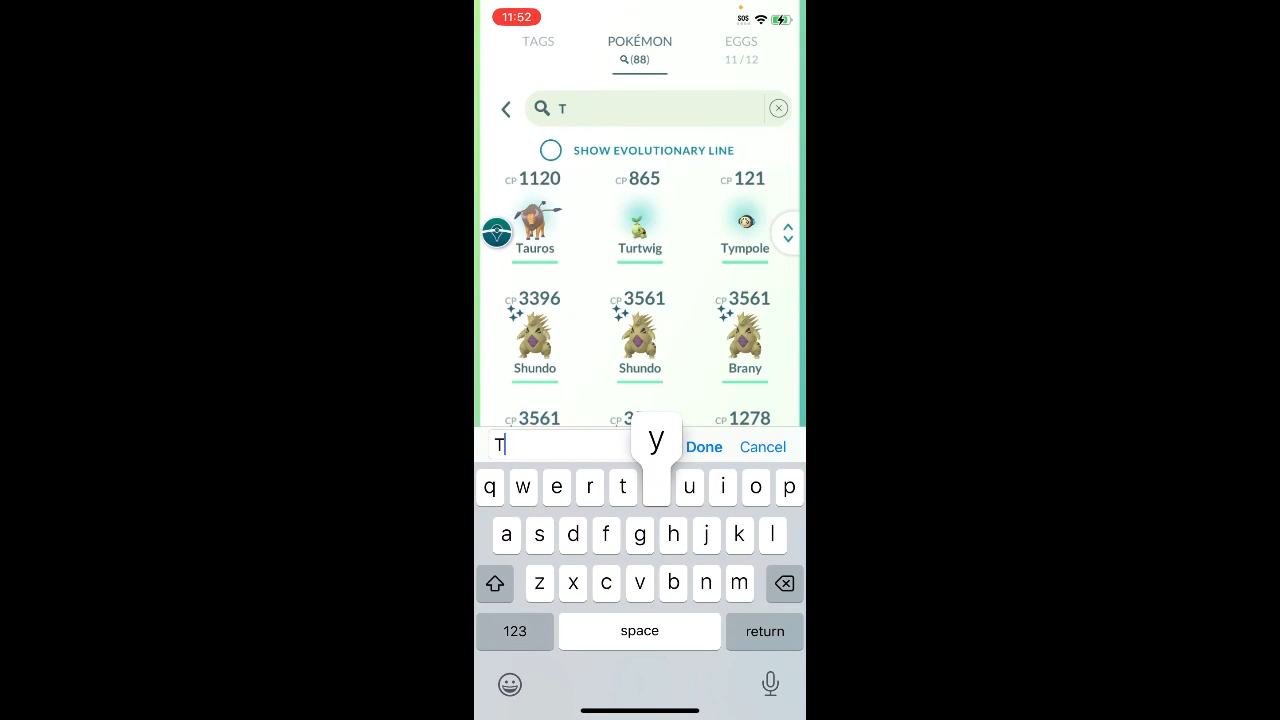 11:52
SOS
TAGS
POKÉMON
EGGS
(88)
11 / 12
T
SHOW EVOLUTIONARY LINE
CP 1120
CP 865
CP 121
Tauros
Turtwig
Tympole
CP 3396
CP 3561
CP 3561
Shundo
Shundo
Brany
CP 3561
CP 3
CP 1278
T
y
Done
Cancel
q w e r t u i o p
a s d f g h j k l
z x c v b n m
123
space
return